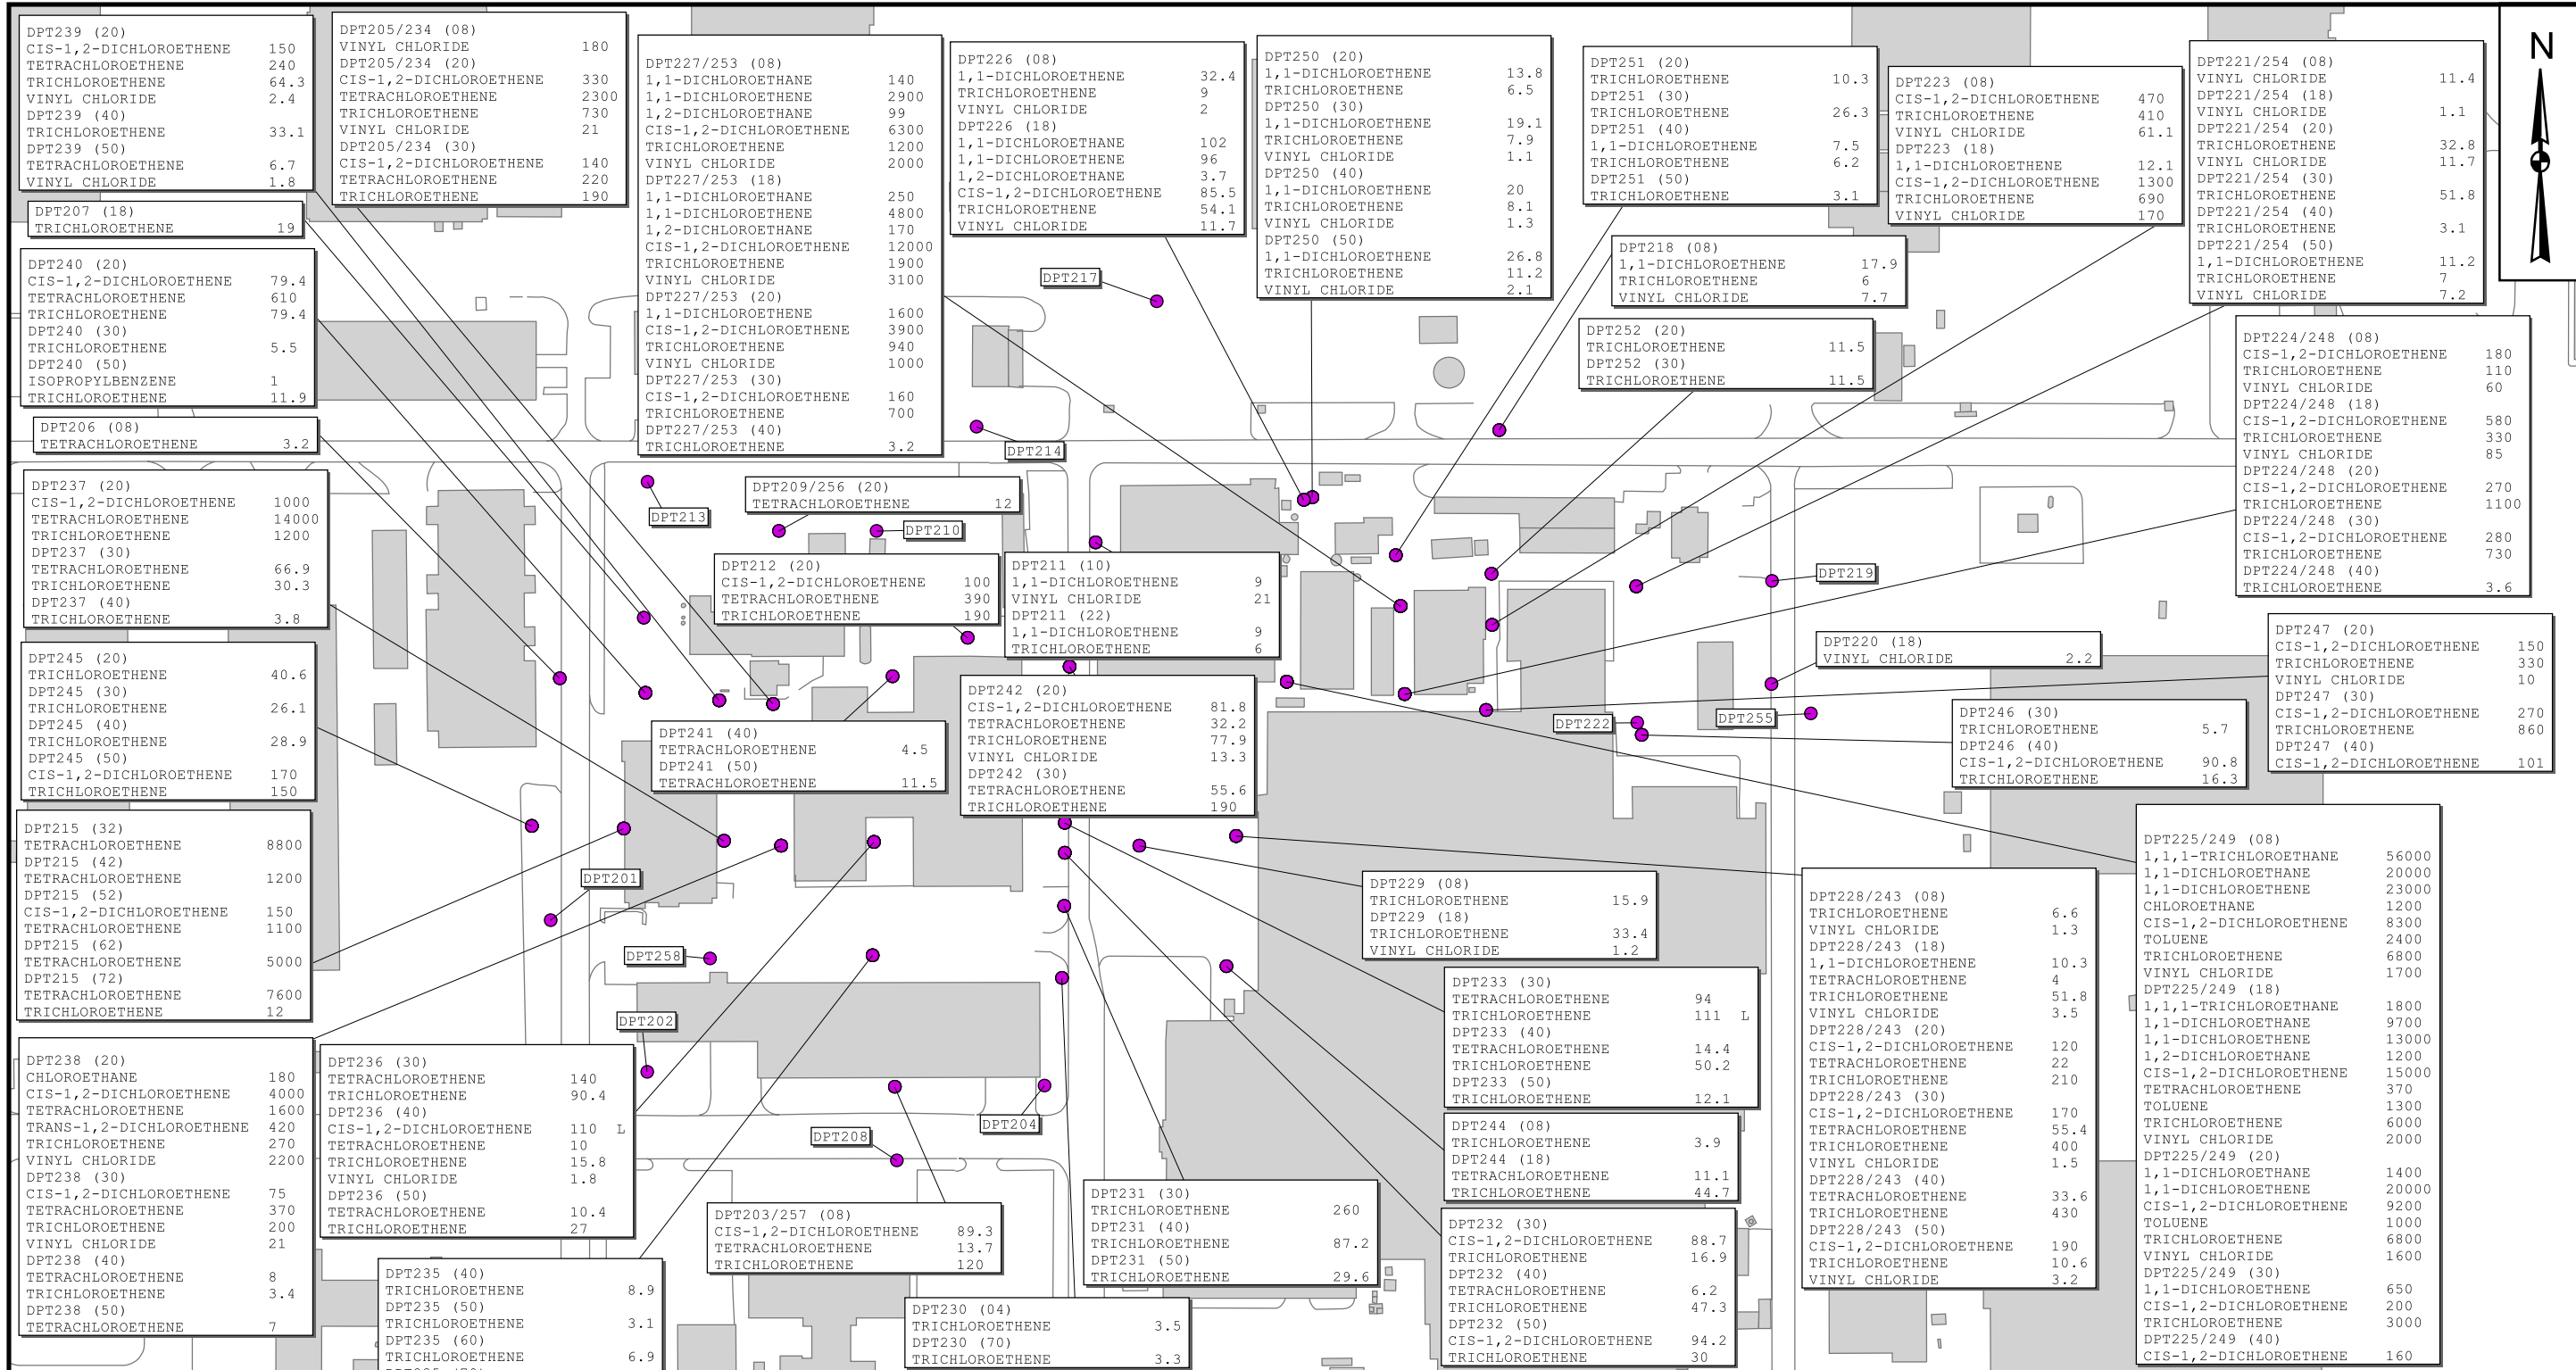 DPT239 (20)
CIS-1,2-DICHLOROETHENE 150
TETRACHLOROETHENE 240
TRICHLOROETHENE 64.3
VINYL CHLORIDE 2.4
DPT239 (40)
TRICHLOROETHENE 33.1
DPT239 (50)
TETRACHLOROETHENE 6.7
VINYL CHLORIDE 1.8
DPT205/234 (08)
VINYL CHLORIDE 180
DPT205/234 (20)
CIS-1,2-DICHLOROETHENE 330
TETRACHLOROETHENE 2300
TRICHLOROETHENE 730
VINYL CHLORIDE 21
DPT205/234 (30)
CIS-1,2-DICHLOROETHENE 140
TETRACHLOROETHENE 220
TRICHLOROETHENE 190
DPT227/253 (08)
1,1-DICHLOROETHANE 140
1,1-DICHLOROETHENE 2900
1,2-DICHLOROETHANE 99
CIS-1,2-DICHLOROETHENE 6300
TRICHLOROETHENE 1200
VINYL CHLORIDE 2000
DPT227/253 (18)
1,1-DICHLOROETHANE 250
1,1-DICHLOROETHENE 4800
1,2-DICHLOROETHANE 170
CIS-1,2-DICHLOROETHENE 12000
TRICHLOROETHENE 1900
VINYL CHLORIDE 3100
DPT227/253 (20)
1,1-DICHLOROETHENE 1600
CIS-1,2-DICHLOROETHENE 3900
TRICHLOROETHENE 940
VINYL CHLORIDE 1000
DPT227/253 (30)
CIS-1,2-DICHLOROETHENE 160
TRICHLOROETHENE 700
DPT227/253 (40)
TRICHLOROETHENE 3.2
DPT226 (08)
1,1-DICHLOROETHENE 32.4
TRICHLOROETHENE 9
VINYL CHLORIDE 2
DPT226 (18)
1,1-DICHLOROETHANE 102
1,1-DICHLOROETHENE 96
1,2-DICHLOROETHANE 3.7
CIS-1,2-DICHLOROETHENE 85.5
TRICHLOROETHENE 54.1
VINYL CHLORIDE 11.7
DPT250 (20)
1,1-DICHLOROETHENE 13.8
TRICHLOROETHENE 6.5
DPT250 (30)
1,1-DICHLOROETHENE 19.1
TRICHLOROETHENE 7.9
VINYL CHLORIDE 1.1
DPT250 (40)
1,1-DICHLOROETHENE 20
TRICHLOROETHENE 8.1
VINYL CHLORIDE 1.3
DPT250 (50)
1,1-DICHLOROETHENE 26.8
TRICHLOROETHENE 11.2
VINYL CHLORIDE 2.1
DPT251 (20)
TRICHLOROETHENE 10.3
DPT251 (30)
TRICHLOROETHENE 26.3
DPT251 (40)
1,1-DICHLOROETHENE 7.5
TRICHLOROETHENE 6.2
DPT251 (50)
TRICHLOROETHENE 3.1
DPT223 (08)
CIS-1,2-DICHLOROETHENE 470
TRICHLOROETHENE 410
VINYL CHLORIDE 61.1
DPT223 (18)
1,1-DICHLOROETHENE 12.1
CIS-1,2-DICHLOROETHENE 1300
TRICHLOROETHENE 690
VINYL CHLORIDE 170
DPT221/254 (08)
VINYL CHLORIDE 11.4
DPT221/254 (18)
VINYL CHLORIDE 1.1
DPT221/254 (20)
TRICHLOROETHENE 32.8
VINYL CHLORIDE 11.7
DPT221/254 (30)
TRICHLOROETHENE 51.8
DPT221/254 (40)
TRICHLOROETHENE 3.1
DPT221/254 (50)
1,1-DICHLOROETHENE 11.2
TRICHLOROETHENE 7
VINYL CHLORIDE 7.2
N
DPT207 (18)
TRICHLOROETHENE 19
DPT240 (20)
CIS-1,2-DICHLOROETHENE 79.4
TETRACHLOROETHENE 610
TRICHLOROETHENE 79.4
DPT240 (30)
TRICHLOROETHENE 5.5
DPT240 (50)
ISOPROPYLBENZENE 1
TRICHLOROETHENE 11.9
DPT217
DPT218 (08)
1,1-DICHLOROETHENE 17.9
TRICHLOROETHENE 6
VINYL CHLORIDE 7.7
DPT252 (20)
TRICHLOROETHENE 11.5
DPT252 (30)
TRICHLOROETHENE 11.5
DPT224/248 (08)
CIS-1,2-DICHLOROETHENE 180
TRICHLOROETHENE 110
VINYL CHLORIDE 60
DPT224/248 (18)
CIS-1,2-DICHLOROETHENE 580
TRICHLOROETHENE 330
VINYL CHLORIDE 85
DPT224/248 (20)
CIS-1,2-DICHLOROETHENE 270
TRICHLOROETHENE 1100
DPT224/248 (30)
CIS-1,2-DICHLOROETHENE 280
TRICHLOROETHENE 730
DPT224/248 (40)
TRICHLOROETHENE 3.6
DPT206 (08)
TETRACHLOROETHENE 3.2
DPT214
DPT237 (20)
CIS-1,2-DICHLOROETHENE 1000
TETRACHLOROETHENE 14000
TRICHLOROETHENE 1200
DPT237 (30)
TETRACHLOROETHENE 66.9
TRICHLOROETHENE 30.3
DPT237 (40)
TRICHLOROETHENE 3.8
DPT213
DPT209/256 (20)
TETRACHLOROETHENE 12
DPT210
DPT212 (20)
CIS-1,2-DICHLOROETHENE 100
TETRACHLOROETHENE 390
TRICHLOROETHENE 190
DPT211 (10)
1,1-DICHLOROETHENE 9
VINYL CHLORIDE 21
DPT211 (22)
1,1-DICHLOROETHENE 9
TRICHLOROETHENE 6
DPT219
DPT220 (18)
VINYL CHLORIDE 2.2
DPT247 (20)
CIS-1,2-DICHLOROETHENE 150
TRICHLOROETHENE 330
VINYL CHLORIDE 10
DPT247 (30)
CIS-1,2-DICHLOROETHENE 270
TRICHLOROETHENE 860
DPT247 (40)
CIS-1,2-DICHLOROETHENE 101
DPT245 (20)
TRICHLOROETHENE 40.6
DPT245 (30)
TRICHLOROETHENE 26.1
DPT245 (40)
TRICHLOROETHENE 28.9
DPT245 (50)
CIS-1,2-DICHLOROETHENE 170
TRICHLOROETHENE 150
DPT241 (40)
TETRACHLOROETHENE 4.5
DPT241 (50)
TETRACHLOROETHENE 11.5
DPT242 (20)
CIS-1,2-DICHLOROETHENE 81.8
TETRACHLOROETHENE 32.2
TRICHLOROETHENE 77.9
VINYL CHLORIDE 13.3
DPT242 (30)
TETRACHLOROETHENE 55.6
TRICHLOROETHENE 190
DPT222
DPT255
DPT246 (30)
TRICHLOROETHENE 5.7
DPT246 (40)
CIS-1,2-DICHLOROETHENE 90.8
TRICHLOROETHENE 16.3
DPT215 (32)
TETRACHLOROETHENE 8800
DPT215 (42)
TETRACHLOROETHENE 1200
DPT215 (52)
CIS-1,2-DICHLOROETHENE 150
TETRACHLOROETHENE 1100
DPT215 (62)
TETRACHLOROETHENE 5000
DPT215 (72)
TETRACHLOROETHENE 7600
TRICHLOROETHENE 12
DPT201
DPT258
DPT202
DPT229 (08)
TRICHLOROETHENE 15.9
DPT229 (18)
TRICHLOROETHENE 33.4
VINYL CHLORIDE 1.2
DPT233 (30)
TETRACHLOROETHENE 94
TRICHLOROETHENE 111 L
DPT233 (40)
TETRACHLOROETHENE 14.4
TRICHLOROETHENE 50.2
DPT233 (50)
TRICHLOROETHENE 12.1
DPT228/243 (08)
TRICHLOROETHENE 6.6
VINYL CHLORIDE 1.3
DPT228/243 (18)
1,1-DICHLOROETHENE 10.3
TETRACHLOROETHENE 4
TRICHLOROETHENE 51.8
VINYL CHLORIDE 3.5
DPT228/243 (20)
CIS-1,2-DICHLOROETHENE 120
TETRACHLOROETHENE 22
TRICHLOROETHENE 210
DPT228/243 (30)
CIS-1,2-DICHLOROETHENE 170
TETRACHLOROETHENE 55.4
TRICHLOROETHENE 400
VINYL CHLORIDE 1.5
DPT228/243 (40)
TETRACHLOROETHENE 33.6
TRICHLOROETHENE 430
DPT228/243 (50)
CIS-1,2-DICHLOROETHENE 190
TRICHLOROETHENE 10.6
VINYL CHLORIDE 3.2
DPT225/249 (08)
1,1,1-TRICHLOROETHANE 56000
1,1-DICHLOROETHANE 20000
1,1-DICHLOROETHENE 23000
CHLOROETHANE 1200
CIS-1,2-DICHLOROETHENE 8300
TOLUENE 2400
TRICHLOROETHENE 6800
VINYL CHLORIDE 1700
DPT225/249 (18)
1,1,1-TRICHLOROETHANE 1800
1,1-DICHLOROETHANE 9700
1,1-DICHLOROETHENE 13000
1,2-DICHLOROETHANE 1200
CIS-1,2-DICHLOROETHENE 15000
TETRACHLOROETHENE 370
TOLUENE 1300
TRICHLOROETHENE 6000
VINYL CHLORIDE 2000
DPT225/249 (20)
1,1-DICHLOROETHANE 1400
1,1-DICHLOROETHENE 20000
CIS-1,2-DICHLOROETHENE 9200
TOLUENE 1000
TRICHLOROETHENE 6800
VINYL CHLORIDE 1600
DPT225/249 (30)
1,1-DICHLOROETHENE 650
CIS-1,2-DICHLOROETHENE 200
TRICHLOROETHENE 3000
DPT225/249 (40)
CIS-1,2-DICHLOROETHENE 160
DPT238 (20)
CHLOROETHANE 180
CIS-1,2-DICHLOROETHENE 4000
TETRACHLOROETHENE 1600
TRANS-1,2-DICHLOROETHENE 420
TRICHLOROETHENE 270
VINYL CHLORIDE 2200
DPT238 (30)
CIS-1,2-DICHLOROETHENE 75
TETRACHLOROETHENE 370
TRICHLOROETHENE 200
VINYL CHLORIDE 21
DPT238 (40)
TETRACHLOROETHENE 8
TRICHLOROETHENE 3.4
DPT238 (50)
TETRACHLOROETHENE 7
DPT236 (30)
TETRACHLOROETHENE 140
TRICHLOROETHENE 90.4
DPT236 (40)
CIS-1,2-DICHLOROETHENE 110 L
TETRACHLOROETHENE 10
TRICHLOROETHENE 15.8
VINYL CHLORIDE 1.8
DPT236 (50)
TETRACHLOROETHENE 10.4
TRICHLOROETHENE 27
DPT204
DPT208
DPT244 (08)
TRICHLOROETHENE 3.9
DPT244 (18)
TETRACHLOROETHENE 11.1
TRICHLOROETHENE 44.7
DPT231 (30)
TRICHLOROETHENE 260
DPT231 (40)
TRICHLOROETHENE 87.2
DPT231 (50)
TRICHLOROETHENE 29.6
DPT203/257 (08)
CIS-1,2-DICHLOROETHENE 89.3
TETRACHLOROETHENE 13.7
TRICHLOROETHENE 120
DPT232 (30)
CIS-1,2-DICHLOROETHENE 88.7
TRICHLOROETHENE 16.9
DPT232 (40)
TETRACHLOROETHENE 6.2
TRICHLOROETHENE 47.3
DPT232 (50)
CIS-1,2-DICHLOROETHENE 94.2
TRICHLOROETHENE 30
DPT235 (40)
TRICHLOROETHENE 8.9
DPT235 (50)
TRICHLOROETHENE 3.1
DPT235 (60)
TRICHLOROETHENE 6.9
DPT230 (04)
TRICHLOROETHENE 3.5
DPT230 (70)
TRICHLOROETHENE 3.3